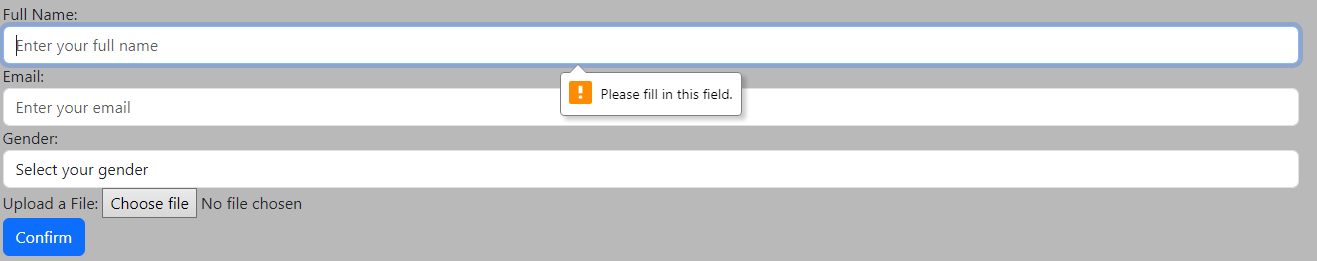 Full Name:
Enter your full name
Email:
Please fill in this field.
Enter your email
Gender:
Select your gender
Upload a File: Choose file No file chosen
Confirm